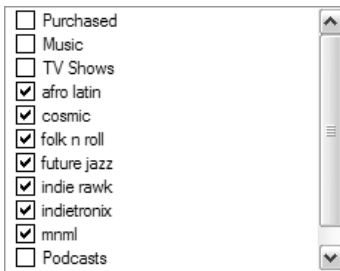 Purchased
Music
TV Shows
afro latin
cosmic
folk n roll
future jazz
indie rawk
indietronix
mnml
Podcasts